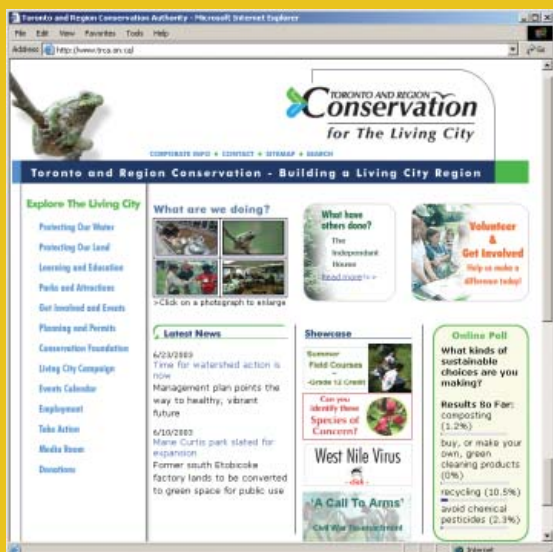 Toronto and Region Conservation Authority - Microsoft Internet Explorer
File Edit View Favorites Tools Help
Address http://www.trca.on.ca/
Go
TORONTO AND REGION
Conservation
for The Living City
CORPORATE INFO CONTACT SITEMAP SEARCH
Toronto and Region Conservation - Building a Living City Region
Explore The Living City
Protecting Our Water
Protecting Our Land
Learning and Education
Parks and Attractions
Get Involved and Events
Planning and Permits
Conservation Foundation
Living City Campaign
Events Calendar
Employment
Take Action
Media Room
Donations
What are we doing?
>Click on a photograph to enlarge
What have
others done?
The
Independent
House
Read more
Volunteer
&
Get Involved
Help us make a
difference today!
Latest News
6/23/2003
Time for watershed action is
now
Management plan points the
way to healthy, vibrant
future
6/10/2003
Marie Curtis park slated for
expansion
Former south Etobicoke
factory lands to be converted
to green space for public use
Showcase
Summer
Field Courses
-Grade 12 Credit
Can you
identify these
Species of
Concern?
West Nile Virus
- click -
'A Call To Arms'
Civil War Re-enactment
Online Poll
What kinds of
sustainable
choices are you
making?
Results So Far:
composting
(1.2%)
buy, or make your
own, green
cleaning products
(0%)
recycling (10.5%)
avoid chemical
pesticides (2.3%)
Internet